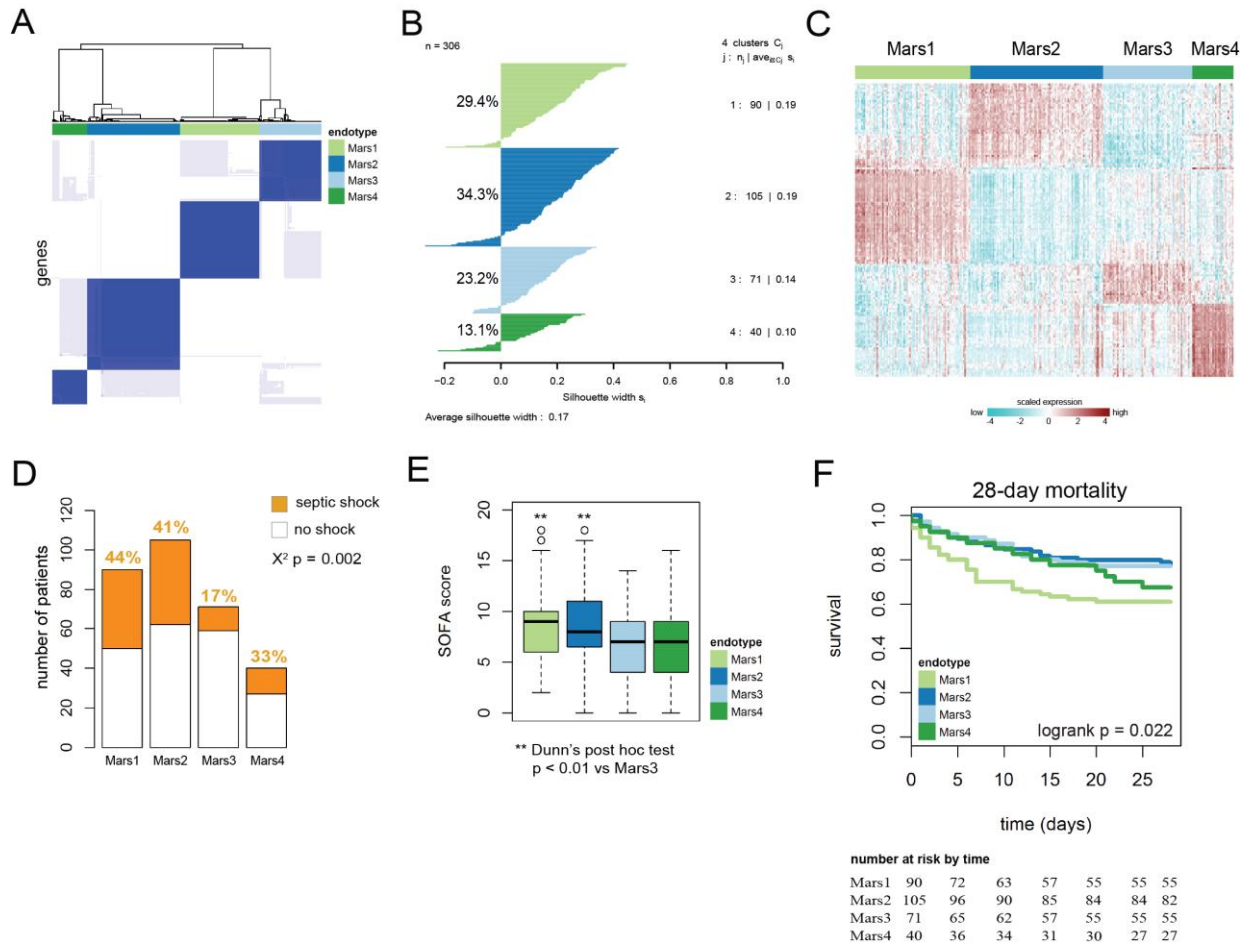 A
endotype
Mars1
Mars2
Mars3
Mars4
genes
B
n = 306
4 clusters Cj
j : nj | avei∈Cj si
29.4%
1 : 90 | 0.19
34.3%
2 : 105 | 0.19
23.2%
3 : 71 | 0.14
13.1%
4 : 40 | 0.10
−0.2 0.0 0.2 0.4 0.6 0.8 1.0
Silhouette width si
Average silhouette width : 0.17
C
Mars1 Mars2 Mars3 Mars4
scaled expression
low high
-4 -2 0 2 4
D
septic shock
no shock
X² p = 0.002
number of patients
120
100
80
60
40
20
0
44%
41%
17%
33%
Mars1 Mars2 Mars3 Mars4
E
SOFA score
20
15
10
5
0
** **
endotype
Mars1
Mars2
Mars3
Mars4
** Dunn's post hoc test
p < 0.01 vs Mars3
F
28-day mortality
survival
1.0
0.8
0.6
0.4
0.2
0.0
endotype
Mars1
Mars2
Mars3
Mars4
logrank p = 0.022
0 5 10 15 20 25
time (days)
number at risk by time
Mars1 90 72 63 57 55 55 55
Mars2 105 96 90 85 84 84 82
Mars3 71 65 62 57 55 55 55
Mars4 40 36 34 31 30 27 27